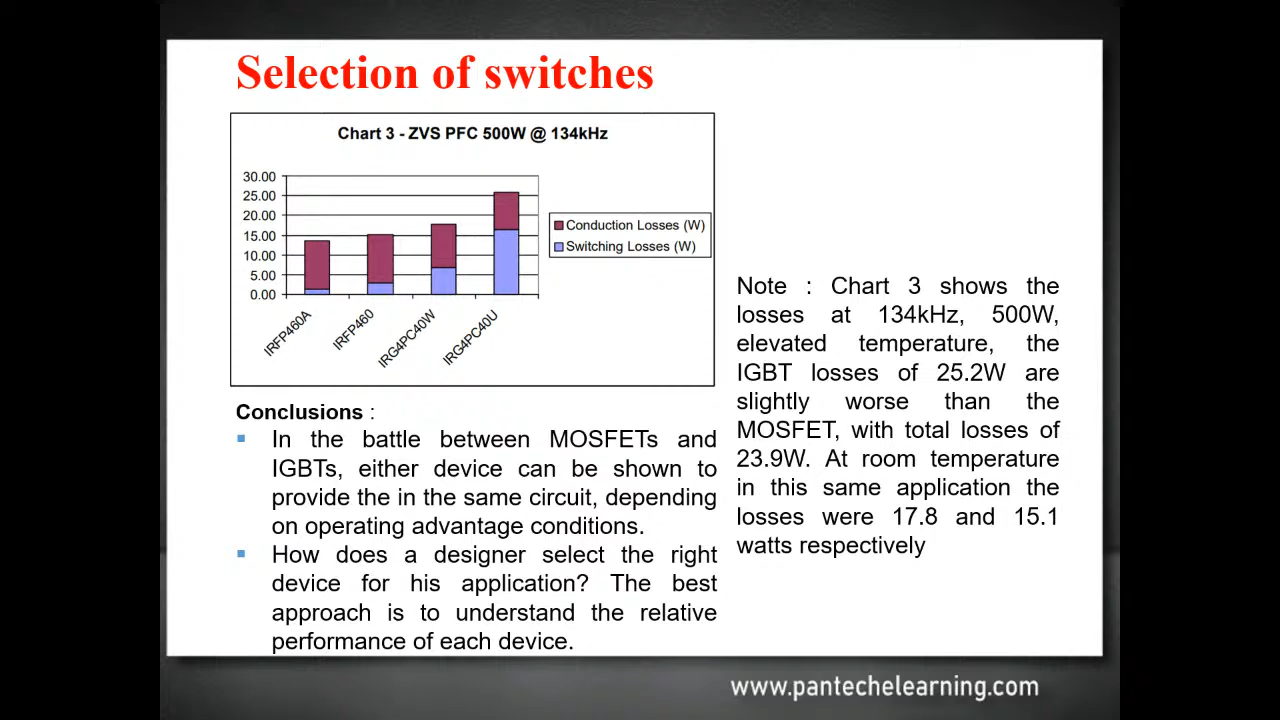 Selection of switches
Chart 3 - ZVS PFC 500W @ 134kHz
30.00
25.00
20.00
15.00
10.00
5.00
0.00
IRFP460A
IRFP460
IRG4PC40W
IRG4PC40U
Conduction Losses (W)
Switching Losses (W)
Conclusions :
In the battle between MOSFETs and
IGBTs, either device can be shown to
provide the in the same circuit, depending
on operating advantage conditions.
How does a designer select the right
device for his application? The best
approach is to understand the relative
performance of each device.
Note : Chart 3 shows the
losses at 134kHz, 500W,
elevated temperature, the
IGBT losses of 25.2W are
slightly worse than the
MOSFET, with total losses of
23.9W. At room temperature
in this same application the
losses were 17.8 and 15.1
watts respectively
www.pantechelearning.com